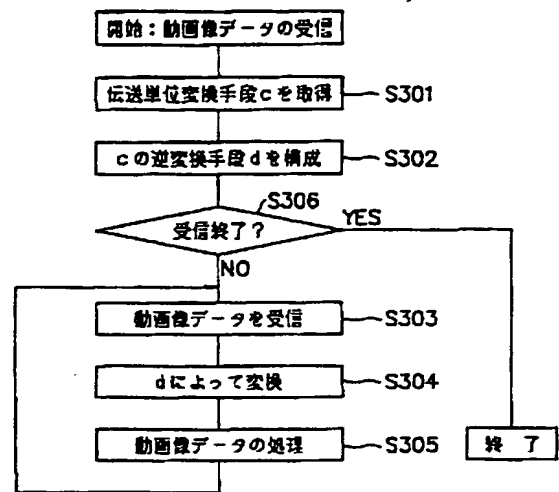 開始：動画像データの受信
伝送単位変換手段cを取得
S301
cの逆変換手段dを構成
S302
S306
受信終了？
YES
NO
動画像データを受信
S303
dによって変換
S304
動画像データの処理
S305
終了